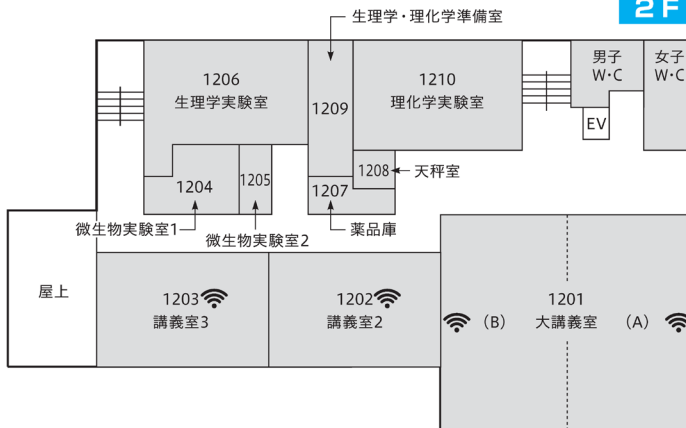 2F
生理学・理化学準備室
1206
生理学実験室
1209
1210
理化学実験室
男子
W・C
女子
W・C
EV
1204
1205
1208
天秤室
1207
微生物実験室1
微生物実験室2
薬品庫
屋上
1203
講義室3
1202
講義室2
1201
(B)
大講義室
(A)